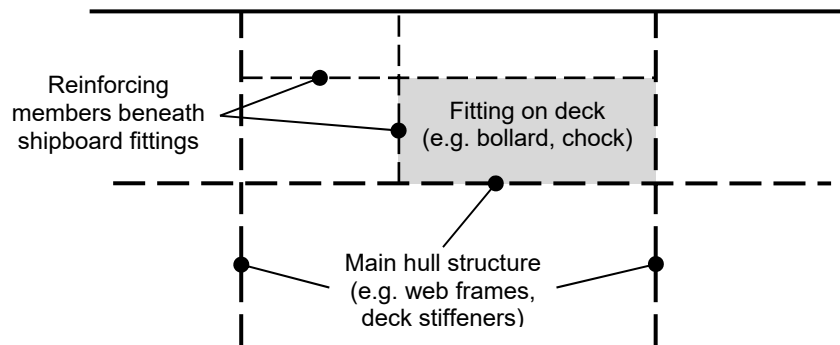 Reinforcing
members beneath
shipboard fittings
Fitting on deck
(e.g. bollard, chock)
Main hull structure
(e.g. web frames,
deck stiffeners)